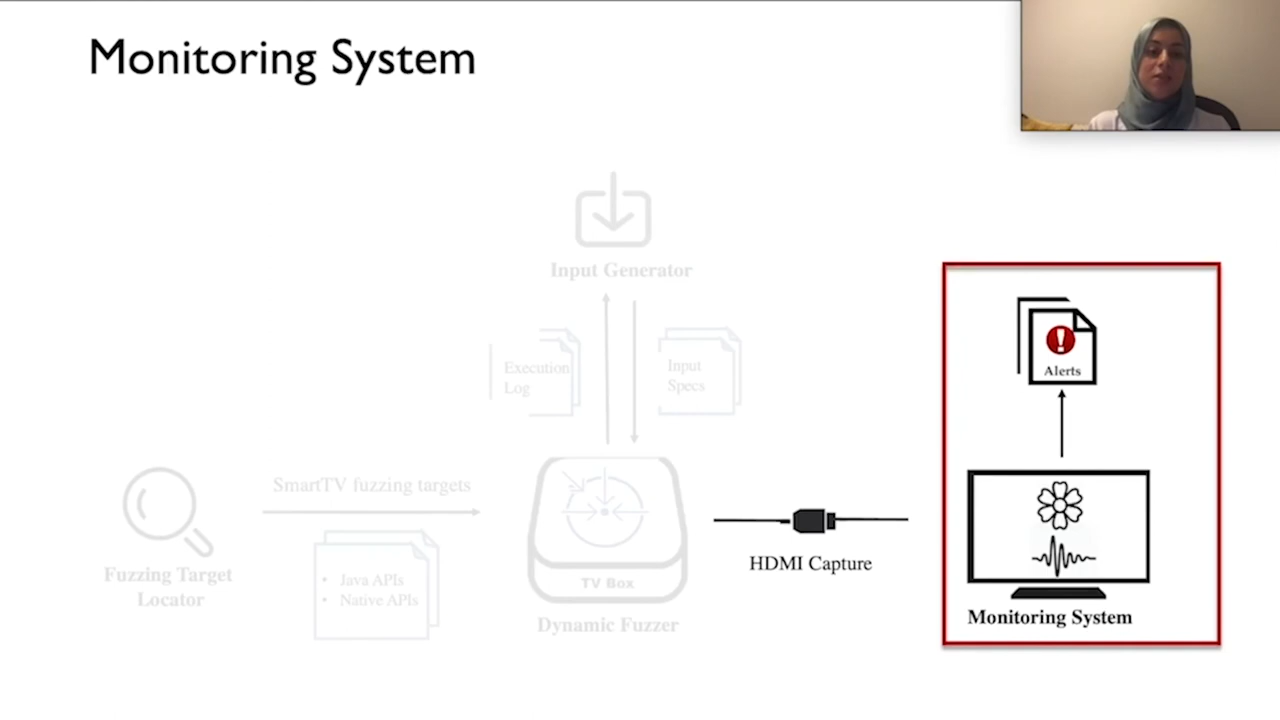 Monitoring System
Input Generator
Execution
Log
Input
Specs
SmartTV fuzzing targets
• Java APIs
• Native APIs
Fuzzing Target
Locator
TV Box
Dynamic Fuzzer
HDMI Capture
Alerts
Monitoring System